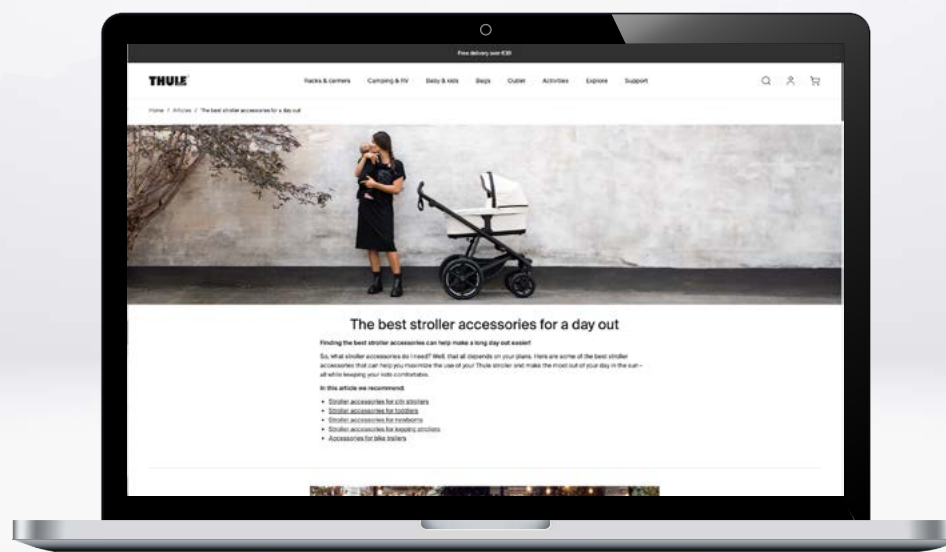 Free delivery over €39!
THULE
Racks & carriers Camping & RV Baby & kids Bags Outlet Activities Explore Support
Home / Articles / The best stroller accessories for a day out
The best stroller accessories for a day out
Finding the best stroller accessories can help make a long day out easier!
So, what stroller accessories do I need? Well, that all depends on your plans. Here are some of the best stroller
accessories that can help you maximize the use of your Thule stroller and make the most out of your day in the sun –
all while keeping your kids comfortable.
In this article we recommend:
• Stroller accessories for city strollers
• Stroller accessories for toddlers
• Stroller accessories for newborns
• Stroller accessories for jogging strollers
• Accessories for bike trailers